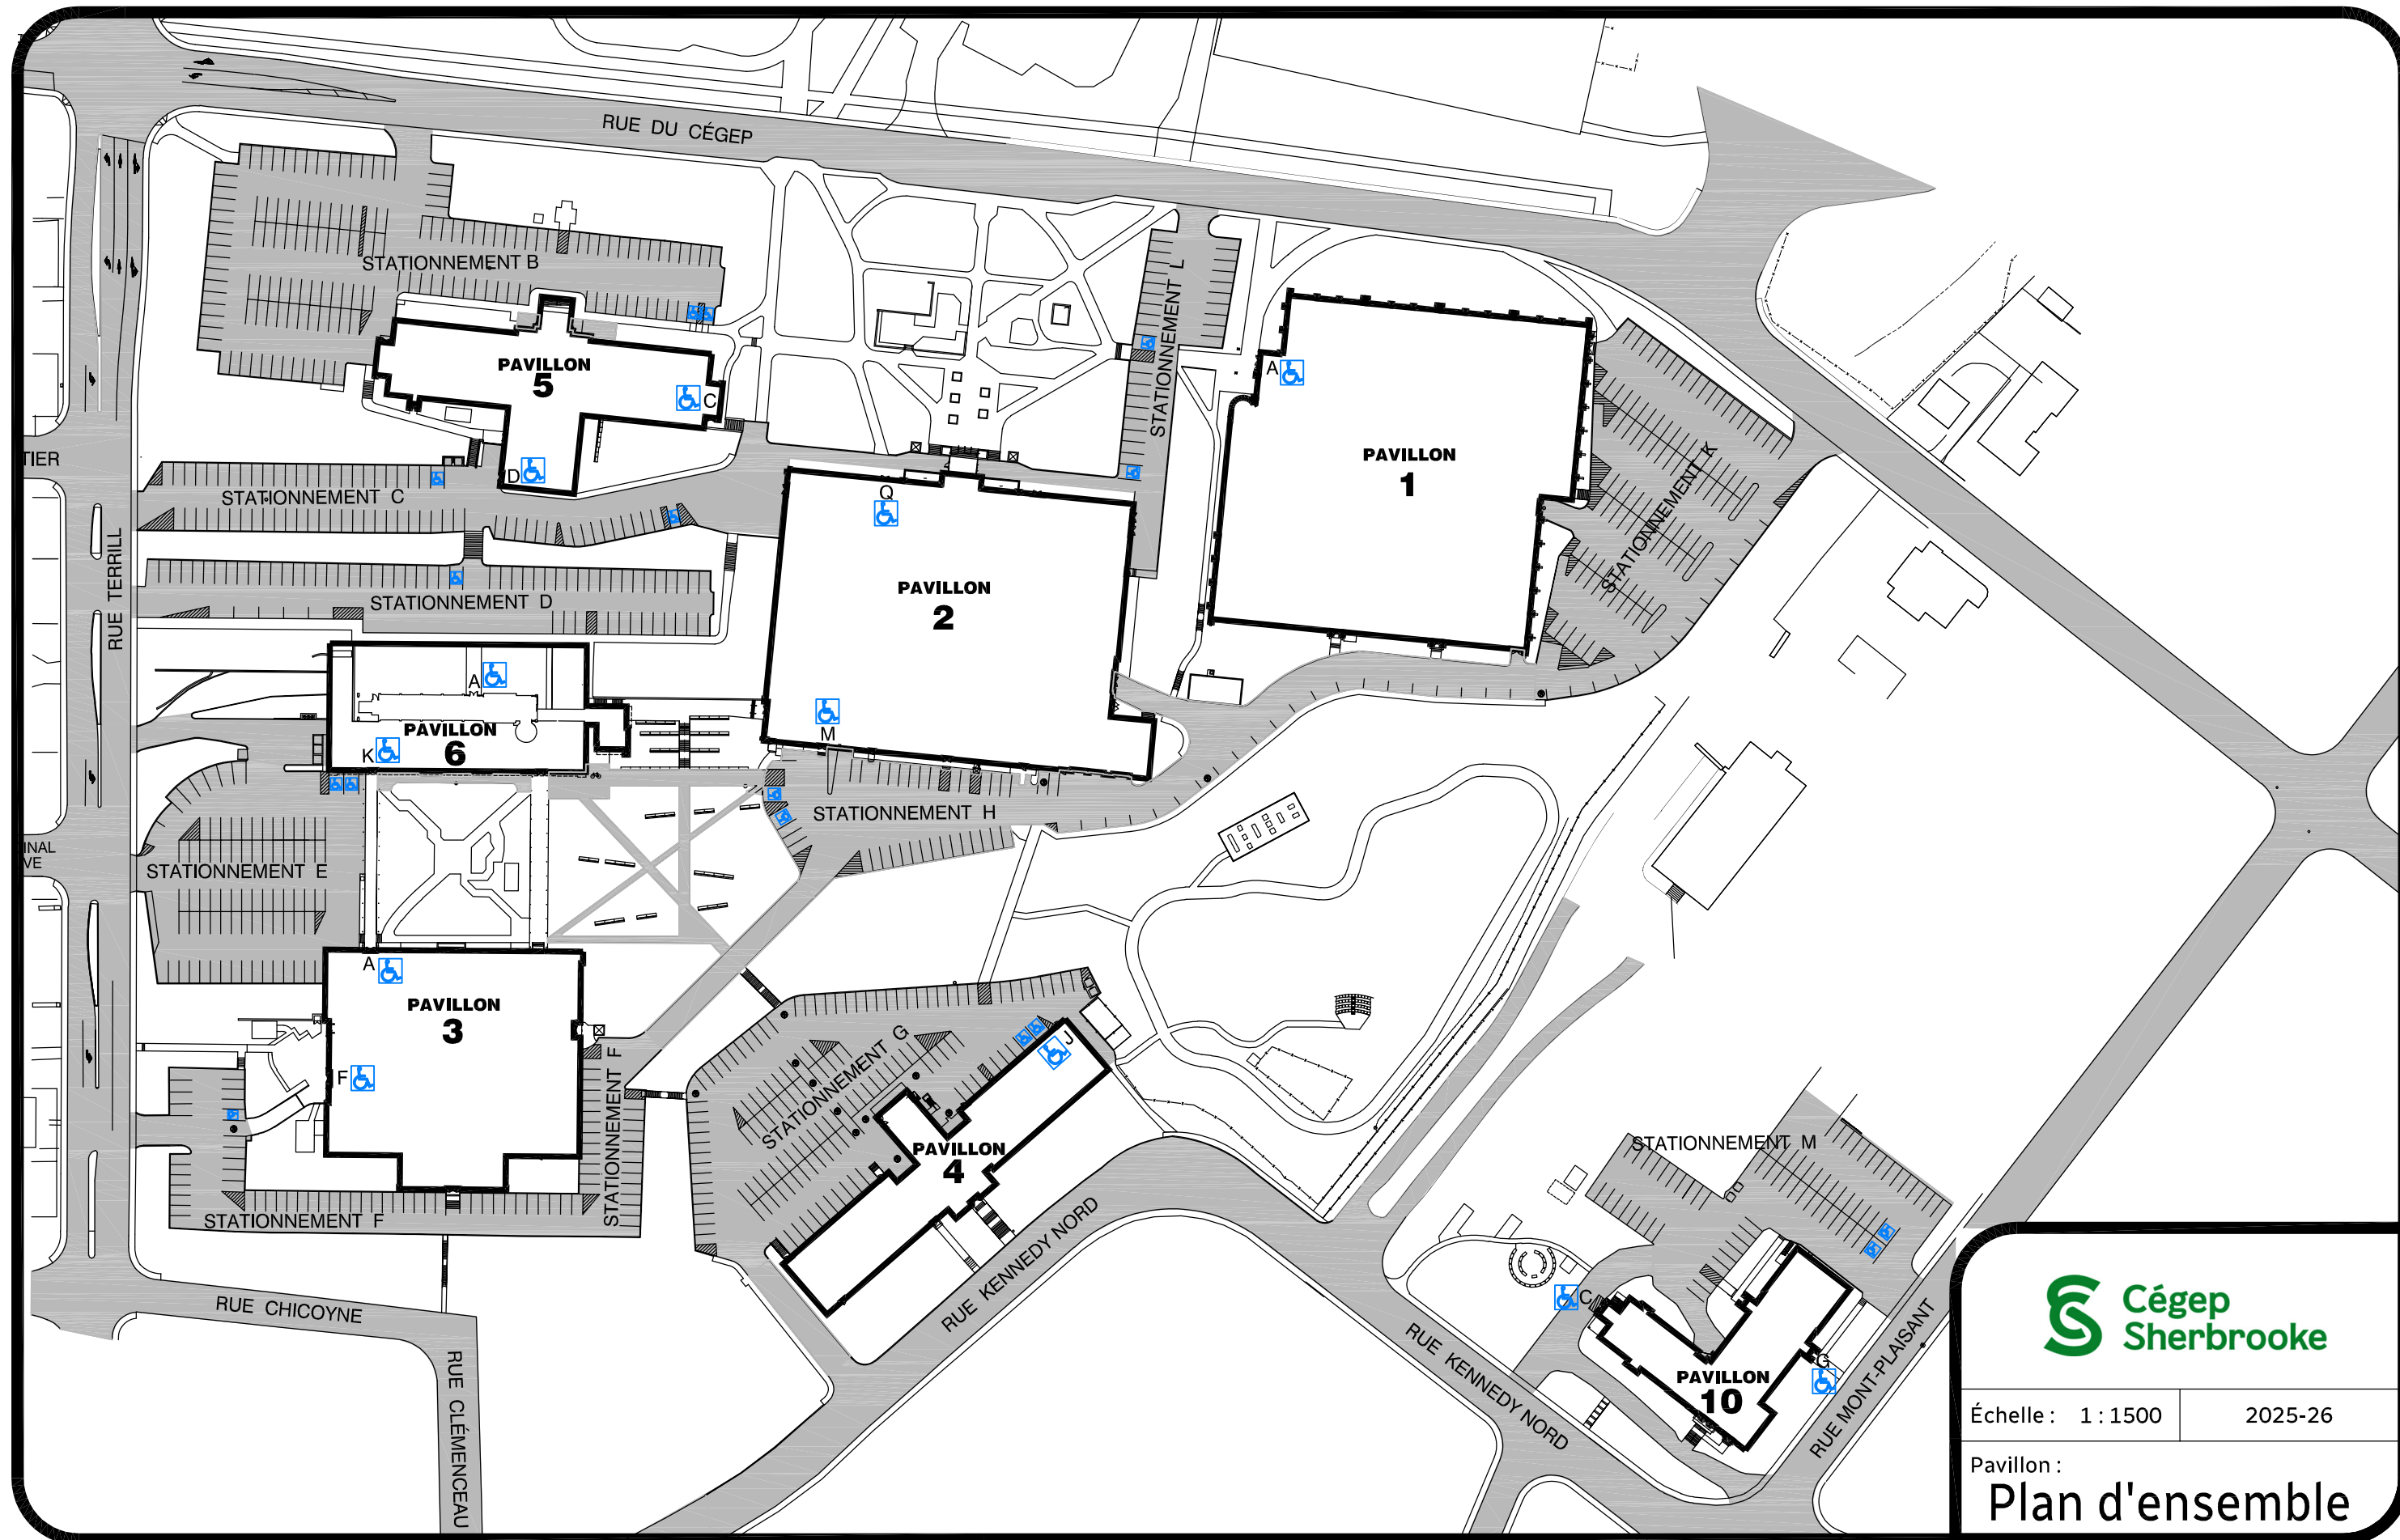 RUE DU CÉGEP
STATIONNEMENT B
STATIONNEMENT L
PAVILLON
5
C
A
PAVILLON
1
STATIONNEMENT K
TIER
D
STATIONNEMENT C
Q
RUE TERRILL
STATIONNEMENT D
PAVILLON
2
A
PAVILLON
6
K
M
STATIONNEMENT H
INAL
VE
STATIONNEMENT E
A
PAVILLON
3
F
STATIONNEMENT F
STATIONNEMENT F
STATIONNEMENT G
J
PAVILLON
4
STATIONNEMENT M
RUE KENNEDY NORD
RUE CHICOYNE
RUE CLÉMENCEAU
RUE KENNEDY NORD
C
G
PAVILLON
10
RUE MONT-PLAISANT
Cégep
Sherbrooke
Échelle : 1 : 1500
2025-26
Pavillon :
Plan d'ensemble